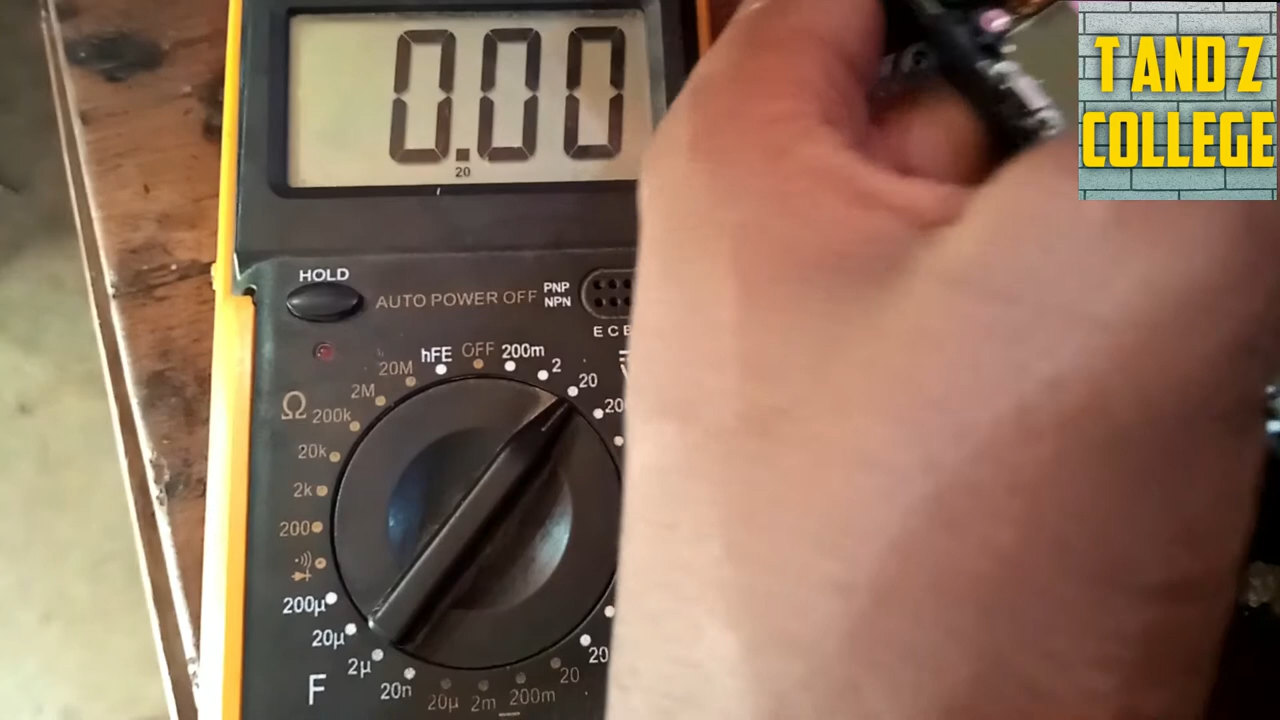 0.00
20
T AND Z
COLLEGE
HOLD
AUTO POWER OFF
PNP
NPN
E C
hFE
OFF
200m
2
20
20M
2M
Ω
200k
20k
2k
200
200µ
20µ
2µ
20n
F
20µ
2m
200m
20
20